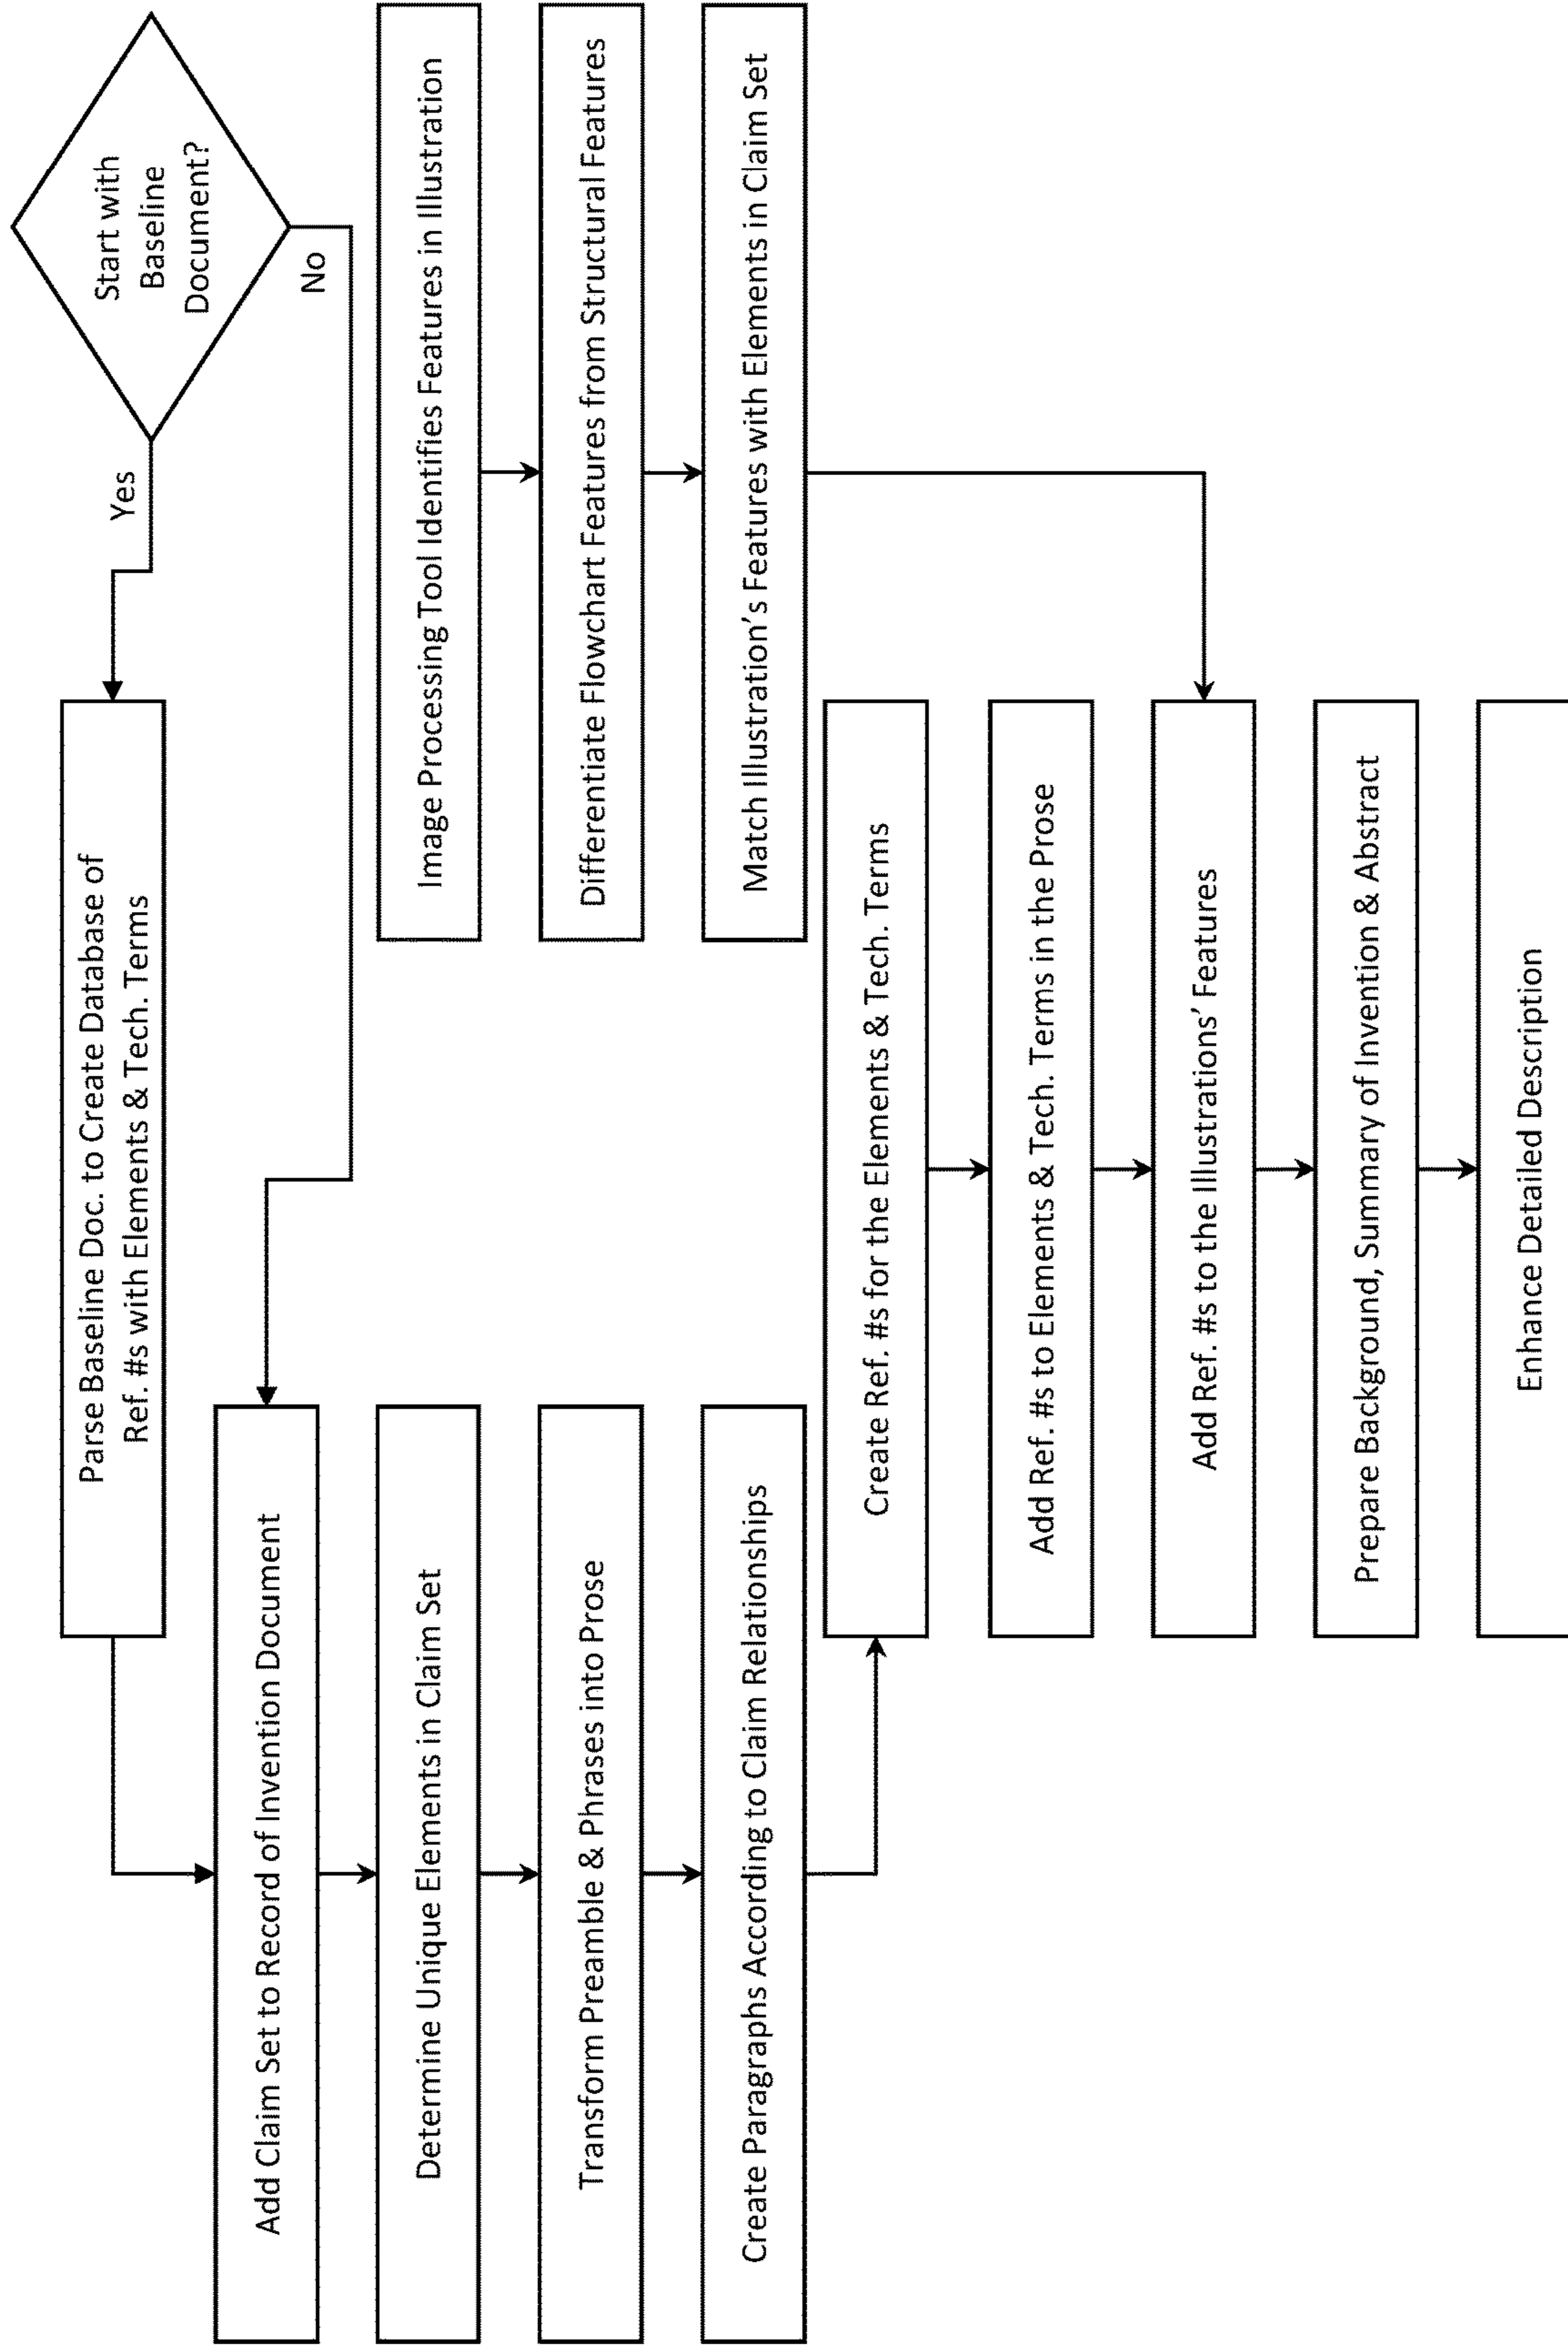 Start with
Baseline
Document?
Yes
No
Parse Baseline Doc. to Create Database of
Ref. #s with Elements & Tech. Terms
Add Claim Set to Record of Invention Document
Determine Unique Elements in Claim Set
Transform Preamble & Phrases into Prose
Create Paragraphs According to Claim Relationships
Image Processing Tool Identifies Features in Illustration
Differentiate Flowchart Features from Structural Features
Match Illustration's Features with Elements in Claim Set
Create Ref. #s for the Elements & Tech. Terms
Add Ref. #s to Elements & Tech. Terms in the Prose
Add Ref. #s to the Illustrations' Features
Prepare Background, Summary of Invention & Abstract
Enhance Detailed Description